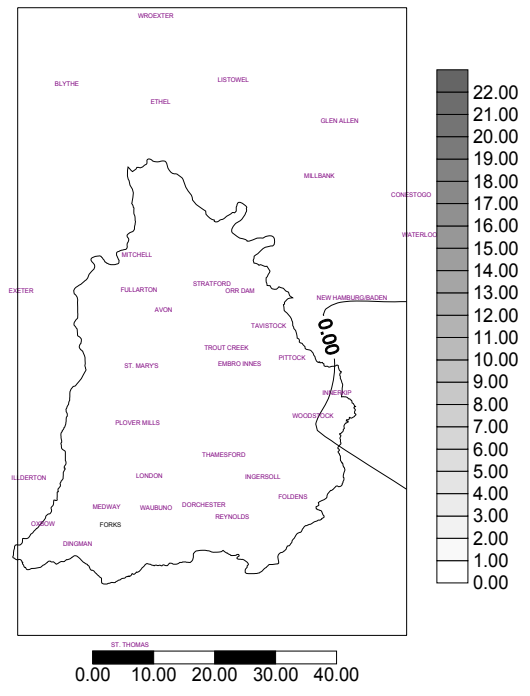 WROEXTER
BLYTHE
LISTOWEL
ETHEL
GLEN ALLEN
MILLBANK
CONESTOGO
WATERLOO
MITCHELL
EXETER
FULLARTON
STRATFORD
ORR DAM
NEW HAMBURG/BADEN
AVON
TAVISTOCK
0.00
TROUT CREEK
PITTOCK
ST. MARY'S
EMBRO INNES
INNERKIP
WOODSTOCK
PLOVER MILLS
THAMESFORD
ILLDERTON
LONDON
INGERSOLL
FOLDENS
MEDWAY
WAUBUNO
DORCHESTER
REYNOLDS
OXBOW
FORKS
DINGMAN
ST. THOMAS
0.00 10.00 20.00 30.00 40.00
22.00
21.00
20.00
19.00
18.00
17.00
16.00
15.00
14.00
13.00
12.00
11.00
10.00
9.00
8.00
7.00
6.00
5.00
4.00
3.00
2.00
1.00
0.00